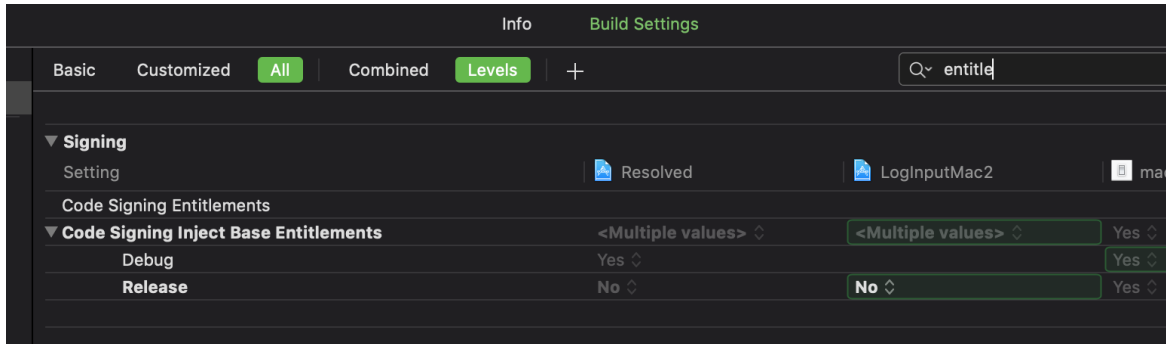 Info Build Settings
Basic Customized All Combined Levels + entitle
Signing
Setting Resolved LogInputMac2 mac
Code Signing Entitlements
Code Signing Inject Base Entitlements <Multiple values> <Multiple values> Yes
Debug Yes Yes
Release No No Yes